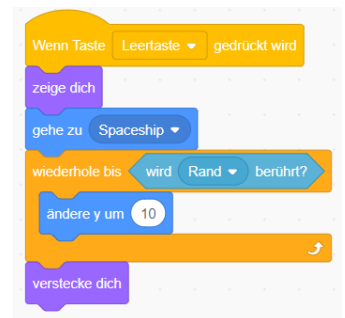 Wenn Taste Leertaste gedrückt wird
zeige dich
gehe zu Spaceship
wiederhole bis wird Rand berührt?
ändere y um 10
verstecke dich